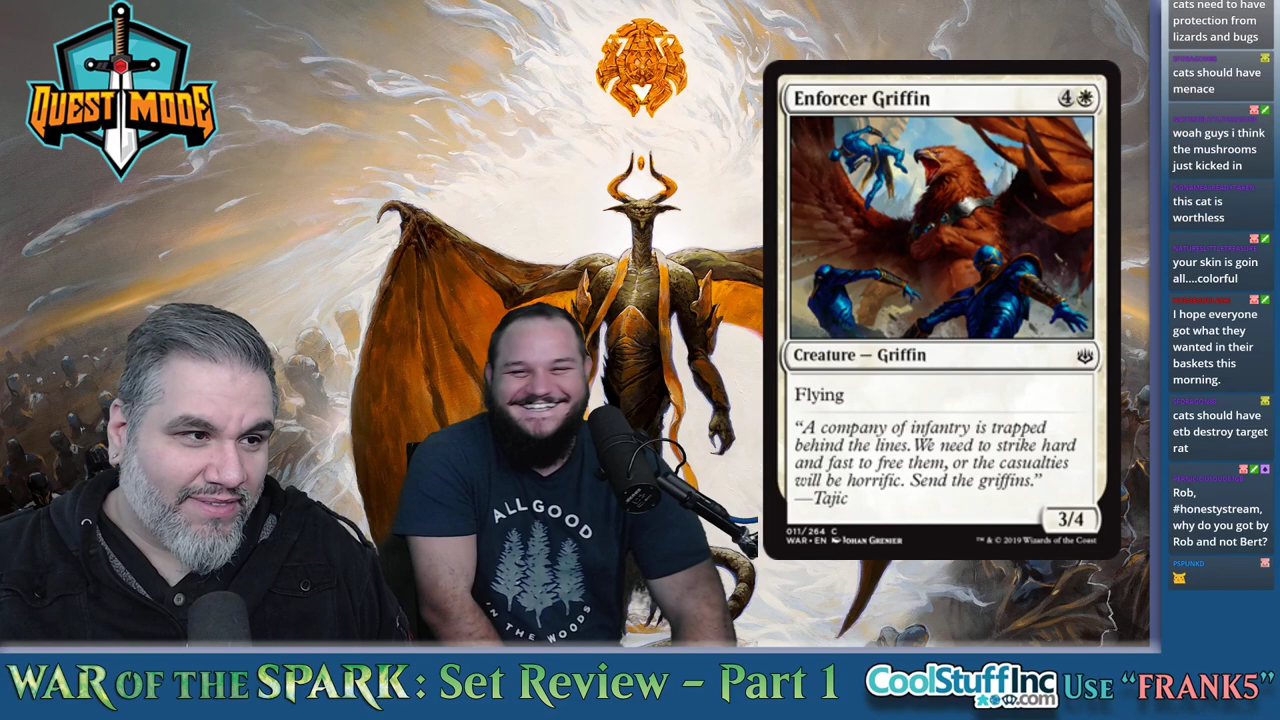 QUEST MODE
Enforcer Griffin 4
Creature — Griffin
Flying
“A company of infantry is trapped
behind the lines. We need to strike hard
and fast to free them, or the casualties
will be horrific. Send the griffins.”
—Tajic
3/4
011/264 C
WAR • EN JOHAN GRENIER
™ & © 2019 Wizards of the Coast
ALL GOOD
IN THE WOODS
cats need to have
protection from
lizards and bugs
cats should have
menace
woah guys i think
the mushrooms
just kicked in
this cat is
worthless
your skin is goin
all....colorful
I hope everyone
got what they
wanted in their
baskets this
morning.
cats should have
etb destroy target
rat
Rob,
#honestystream,
why do you got by
Rob and not Bert?
PSPUNKD
WAR OF THE SPARK: Set Review - Part 1
CoolStuffInc
.com
USE “FRANK5”